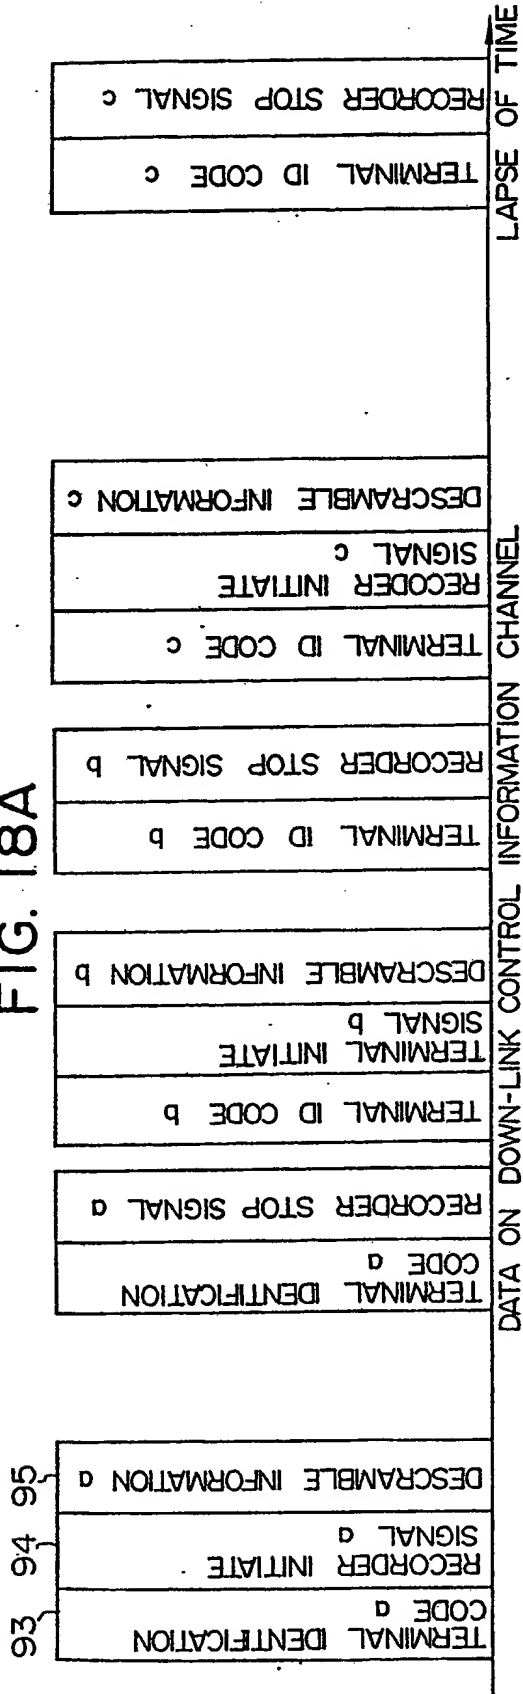 FIG. 18A
93
94
95
TERMINAL IDENTIFICATION
CODE a
RECORDER INITIATE
SIGNAL a
DESCRAMBLE INFORMATION a
TERMINAL IDENTIFICATION
CODE a
RECORDER STOP SIGNAL a
TERMINAL ID CODE b
TERMINAL INITIATE
SIGNAL b
DESCRAMBLE INFORMATION b
TERMINAL ID CODE b
RECORDER STOP SIGNAL b
TERMINAL ID CODE c
RECODER INITIATE
SIGNAL c
DESCRAMBLE INFORMATION c
TERMINAL ID CODE c
RECORDER STOP SIGNAL c
DATA ON DOWN-LINK CONTROL INFORMATION CHANNEL
LAPSE OF TIME